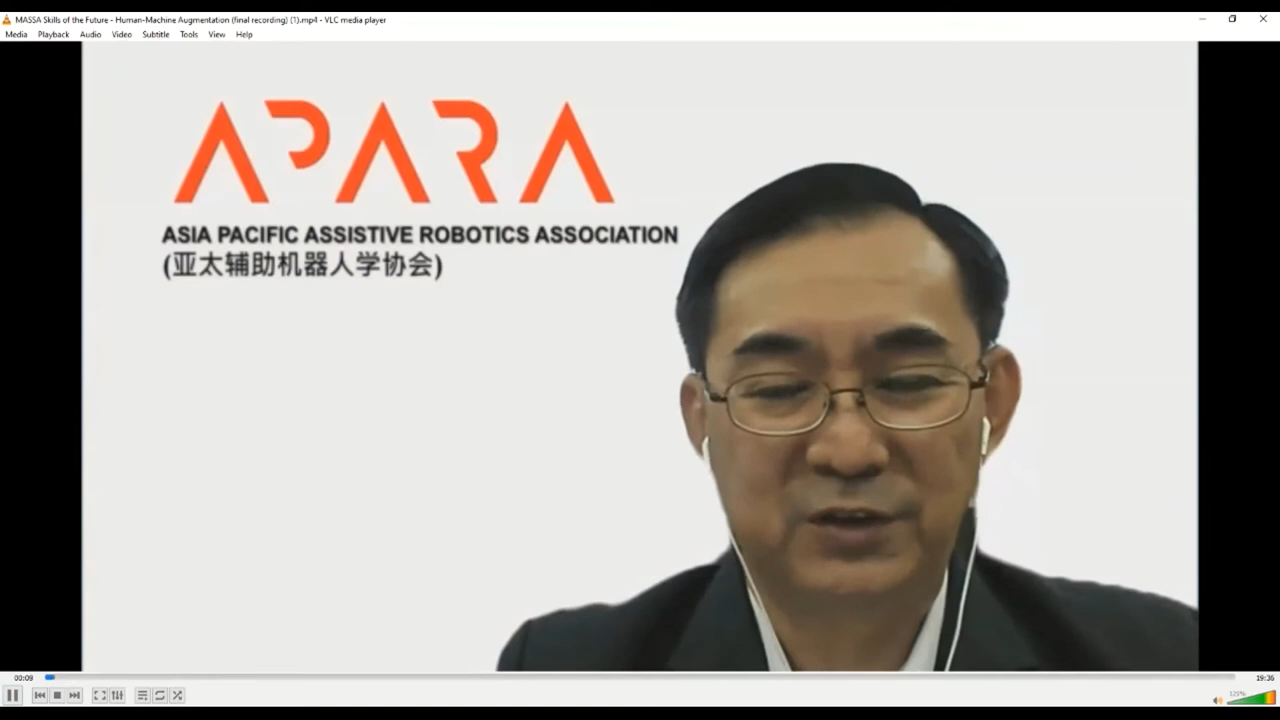 MASSA Skills of the Future - Human-Machine Augmentation (final recording) (1).mp4 - VLC media player
Media Playback Audio Video Subtitle Tools View Help
APARA
ASIA PACIFIC ASSISTIVE ROBOTICS ASSOCIATION
(亚太辅助机器人学协会)
00:09
19:36
125%